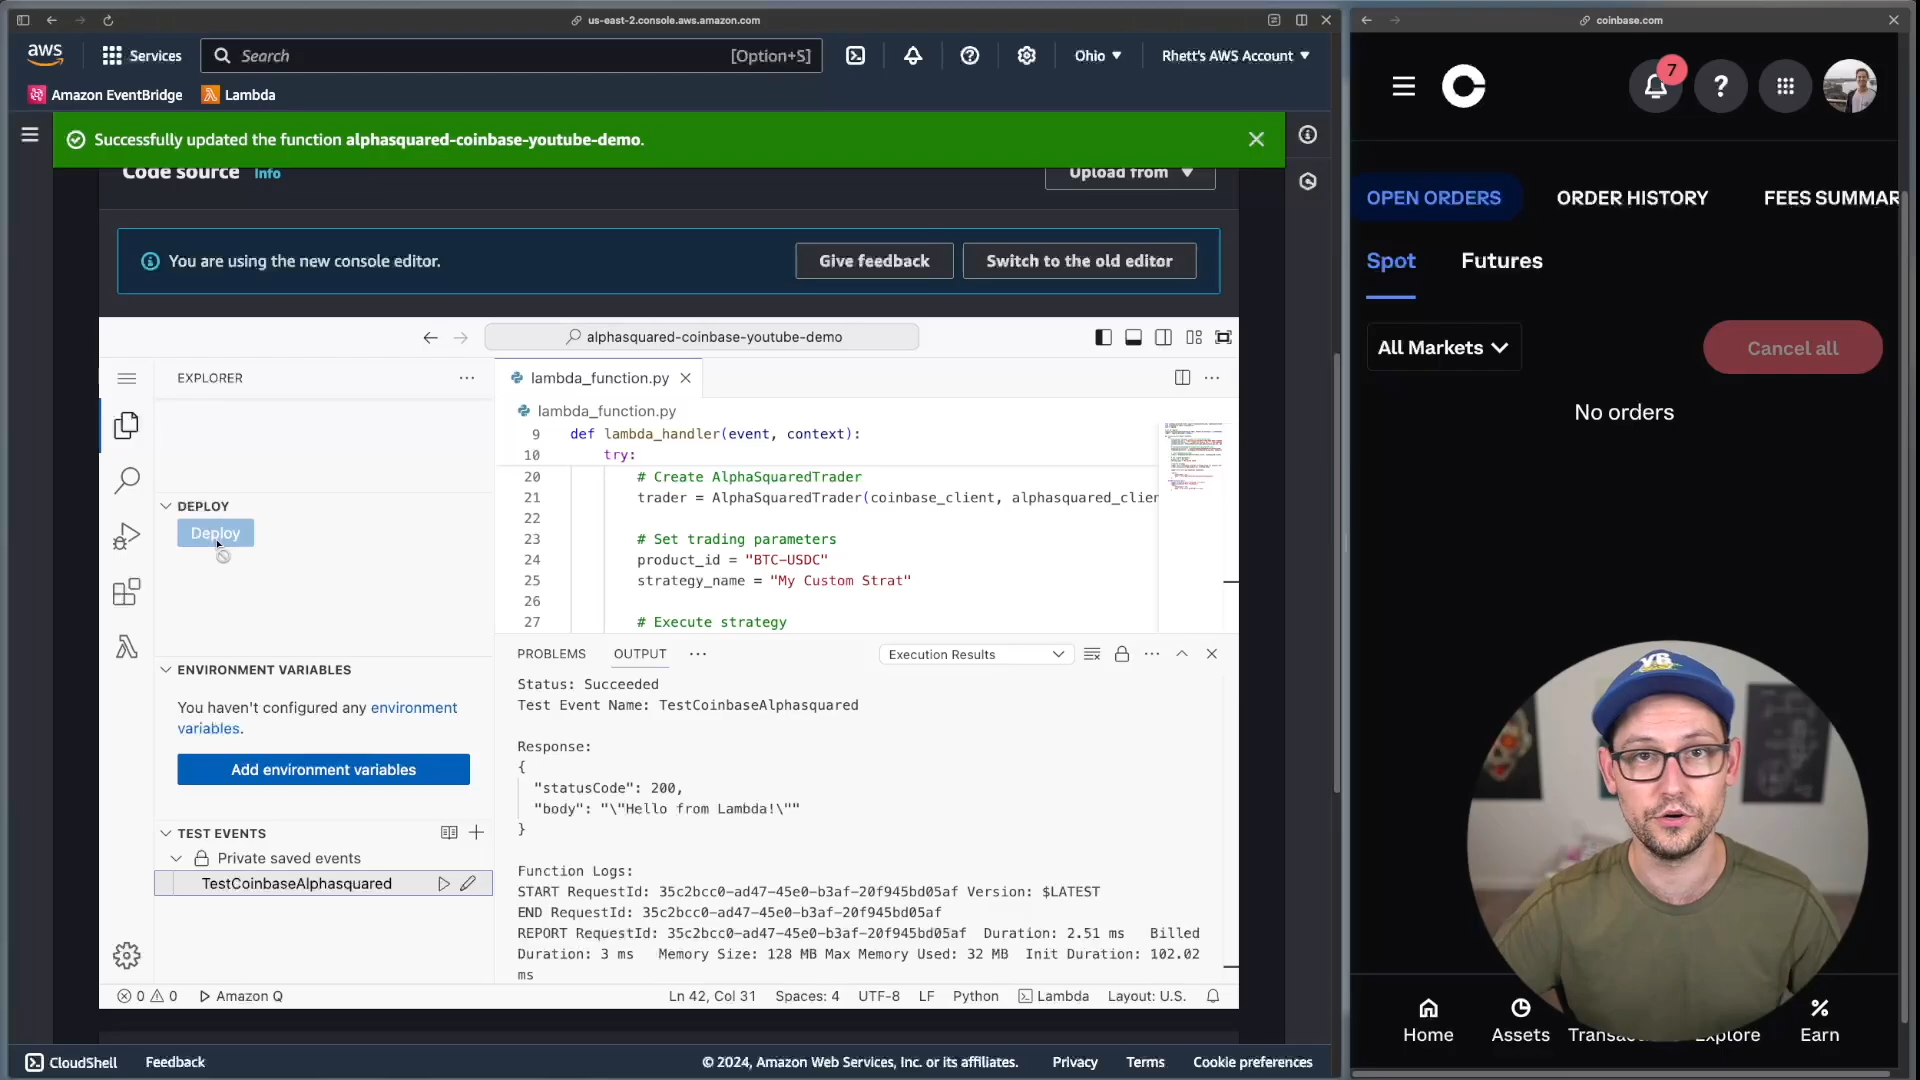 us-east-2.console.aws.amazon.com
aws
Services
Search
[Option+S]
Ohio
Rhett's AWS Account
Amazon EventBridge
Lambda
Successfully updated the function alphasquared-coinbase-youtube-demo.
Code source
Info
Upload from
You are using the new console editor.
Give feedback
Switch to the old editor
alphasquared-coinbase-youtube-demo
EXPLORER
lambda_function.py
lambda_function.py
9 def lambda_handler(event, context):
10 try:
20 # Create AlphaSquaredTrader
21 trader = AlphaSquaredTrader(coinbase_client, alphasquared_clien
22
23 # Set trading parameters
24 product_id = "BTC-USDC"
25 strategy_name = "My Custom Strat"
26
27 # Execute strategy
DEPLOY
Deploy
ENVIRONMENT VARIABLES
You haven't configured any environment
variables.
Add environment variables
TEST EVENTS
Private saved events
TestCoinbaseAlphasquared
PROBLEMS
OUTPUT
Execution Results
Status: Succeeded
Test Event Name: TestCoinbaseAlphasquared
Response:
{
"statusCode": 200,
"body": "\"Hello from Lambda!\""
}
Function Logs:
START RequestId: 35c2bcc0-ad47-45e0-b3af-20f945bd05af Version: $LATEST
END RequestId: 35c2bcc0-ad47-45e0-b3af-20f945bd05af
REPORT RequestId: 35c2bcc0-ad47-45e0-b3af-20f945bd05af Duration: 2.51 ms Billed
Duration: 3 ms Memory Size: 128 MB Max Memory Used: 32 MB Init Duration: 102.02
ms
0 0
Amazon Q
Ln 42, Col 31
Spaces: 4
UTF-8
LF
Python
Lambda
Layout: U.S.
CloudShell
Feedback
© 2024, Amazon Web Services, Inc. or its affiliates.
Privacy
Terms
Cookie preferences
coinbase.com
7
OPEN ORDERS
ORDER HISTORY
FEES SUMMAR
Spot
Futures
All Markets
Cancel all
No orders
Home
Assets
Transac
Explore
Earn